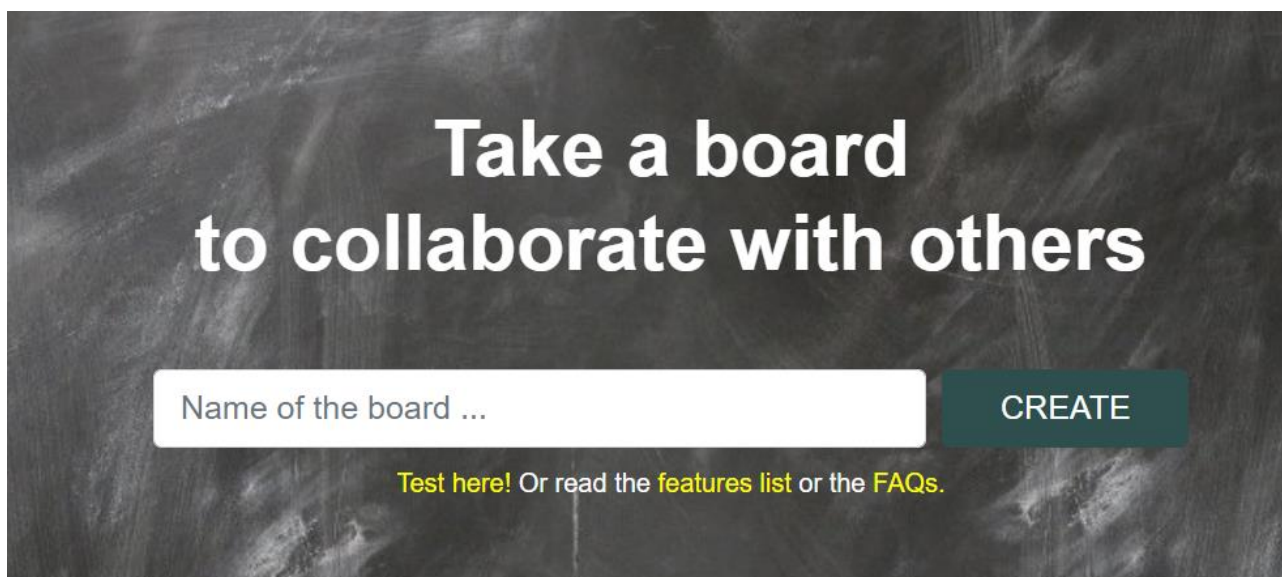 Take a board
to collaborate with others
Name of the board ...
CREATE
Test here! Or read the features list or the FAQs.